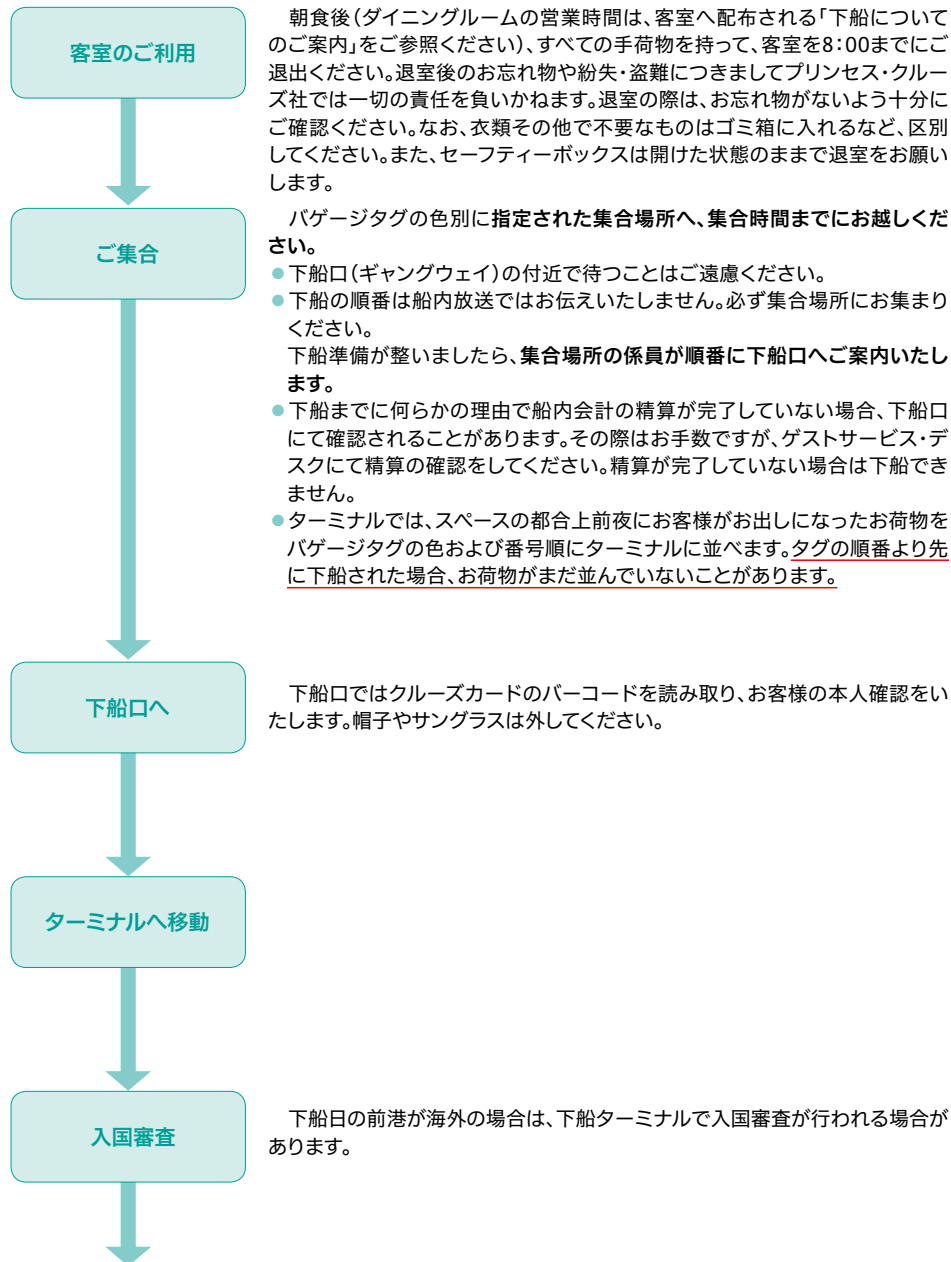 客室のご利用
朝食後（ダイニングルームの営業時間は、客室へ配布される「下船について
のご案内」をご参照ください）、すべての手荷物を持って、客室を8：00までにご
退出ください。退室後のお忘れ物や紛失・盗難につきましてプリンセス・クルー
ズ社では一切の責任を負いかねます。退室の際は、お忘れ物がないよう十分に
ご確認ください。なお、衣類その他で不要なものはゴミ箱に入れるなど、区別
してください。また、セーフティーボックスは開けた状態のままで退室をお願い
します。
ご集合
バゲージタグの色別に指定された集合場所へ、集合時間までにお越しくだ
さい。
●下船口（ギャングウェイ）の付近で待つことはご遠慮ください。
●下船の順番は船内放送ではお伝えいたしません。必ず集合場所にお集まり
ください。
下船準備が整いましたら、集合場所の係員が順番に下船口へご案内いたし
ます。
●下船までに何らかの理由で船内会計の精算が完了していない場合、下船口
にて確認されることがあります。その際はお手数ですが、ゲストサービス・デ
スクにて精算の確認をしてください。精算が完了していない場合は下船でき
ません。
●ターミナルでは、スペースの都合上前夜にお客様がお出しになったお荷物を
バゲージタグの色および番号順にターミナルに並べます。タグの順番より先
に下船された場合、お荷物がまだ並んでいないことがあります。
下船口へ
下船口ではクルーズカードのバーコードを読み取り、お客様の本人確認をい
たします。帽子やサングラスは外してください。
ターミナルへ移動
入国審査
下船日の前港が海外の場合は、下船ターミナルで入国審査が行われる場合が
あります。